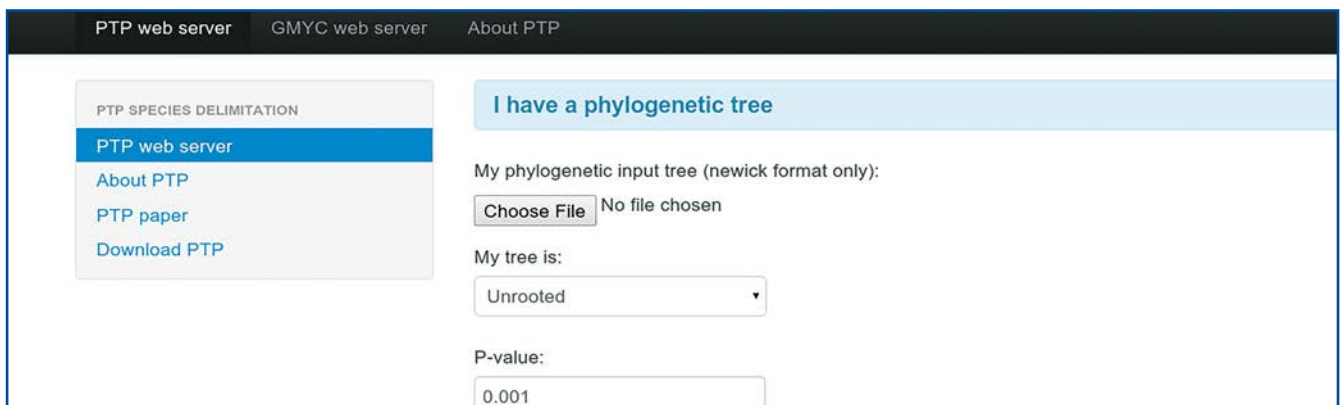 PTP web server GMYC web server About PTP
PTP SPECIES DELIMITATION
PTP web server
About PTP
PTP paper
Download PTP
I have a phylogenetic tree
My phylogenetic input tree (newick format only):
Choose File No file chosen
My tree is:
Unrooted
P-value:
0.001